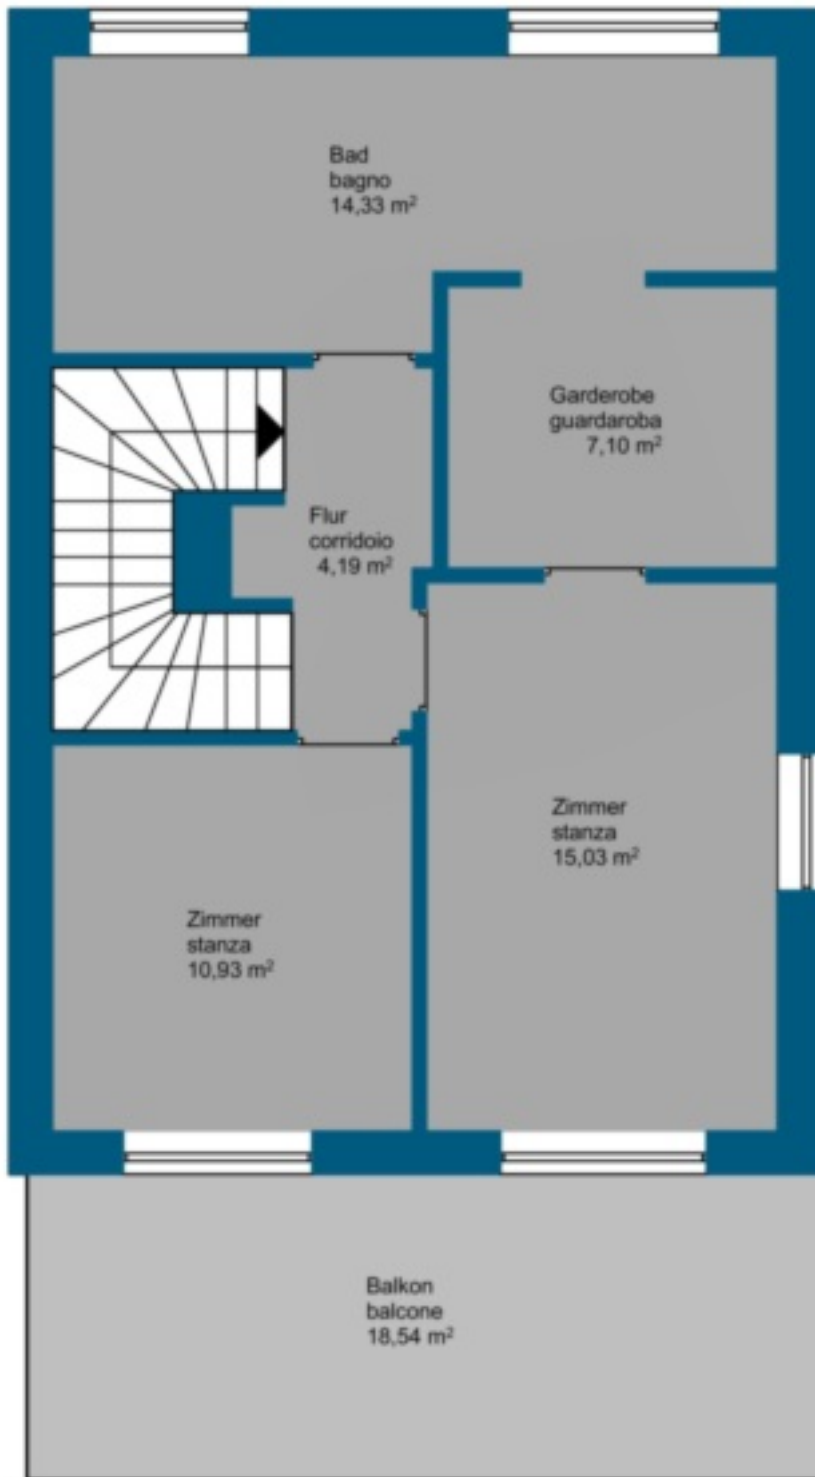 Bad
bagno
14,33 m²
Garderobe
guardaroba
7,10 m²
Flur
corridoio
4,19 m²
Zimmer
stanza
15,03 m²
Zimmer
stanza
10,93 m²
Balkon
balcone
18,54 m²